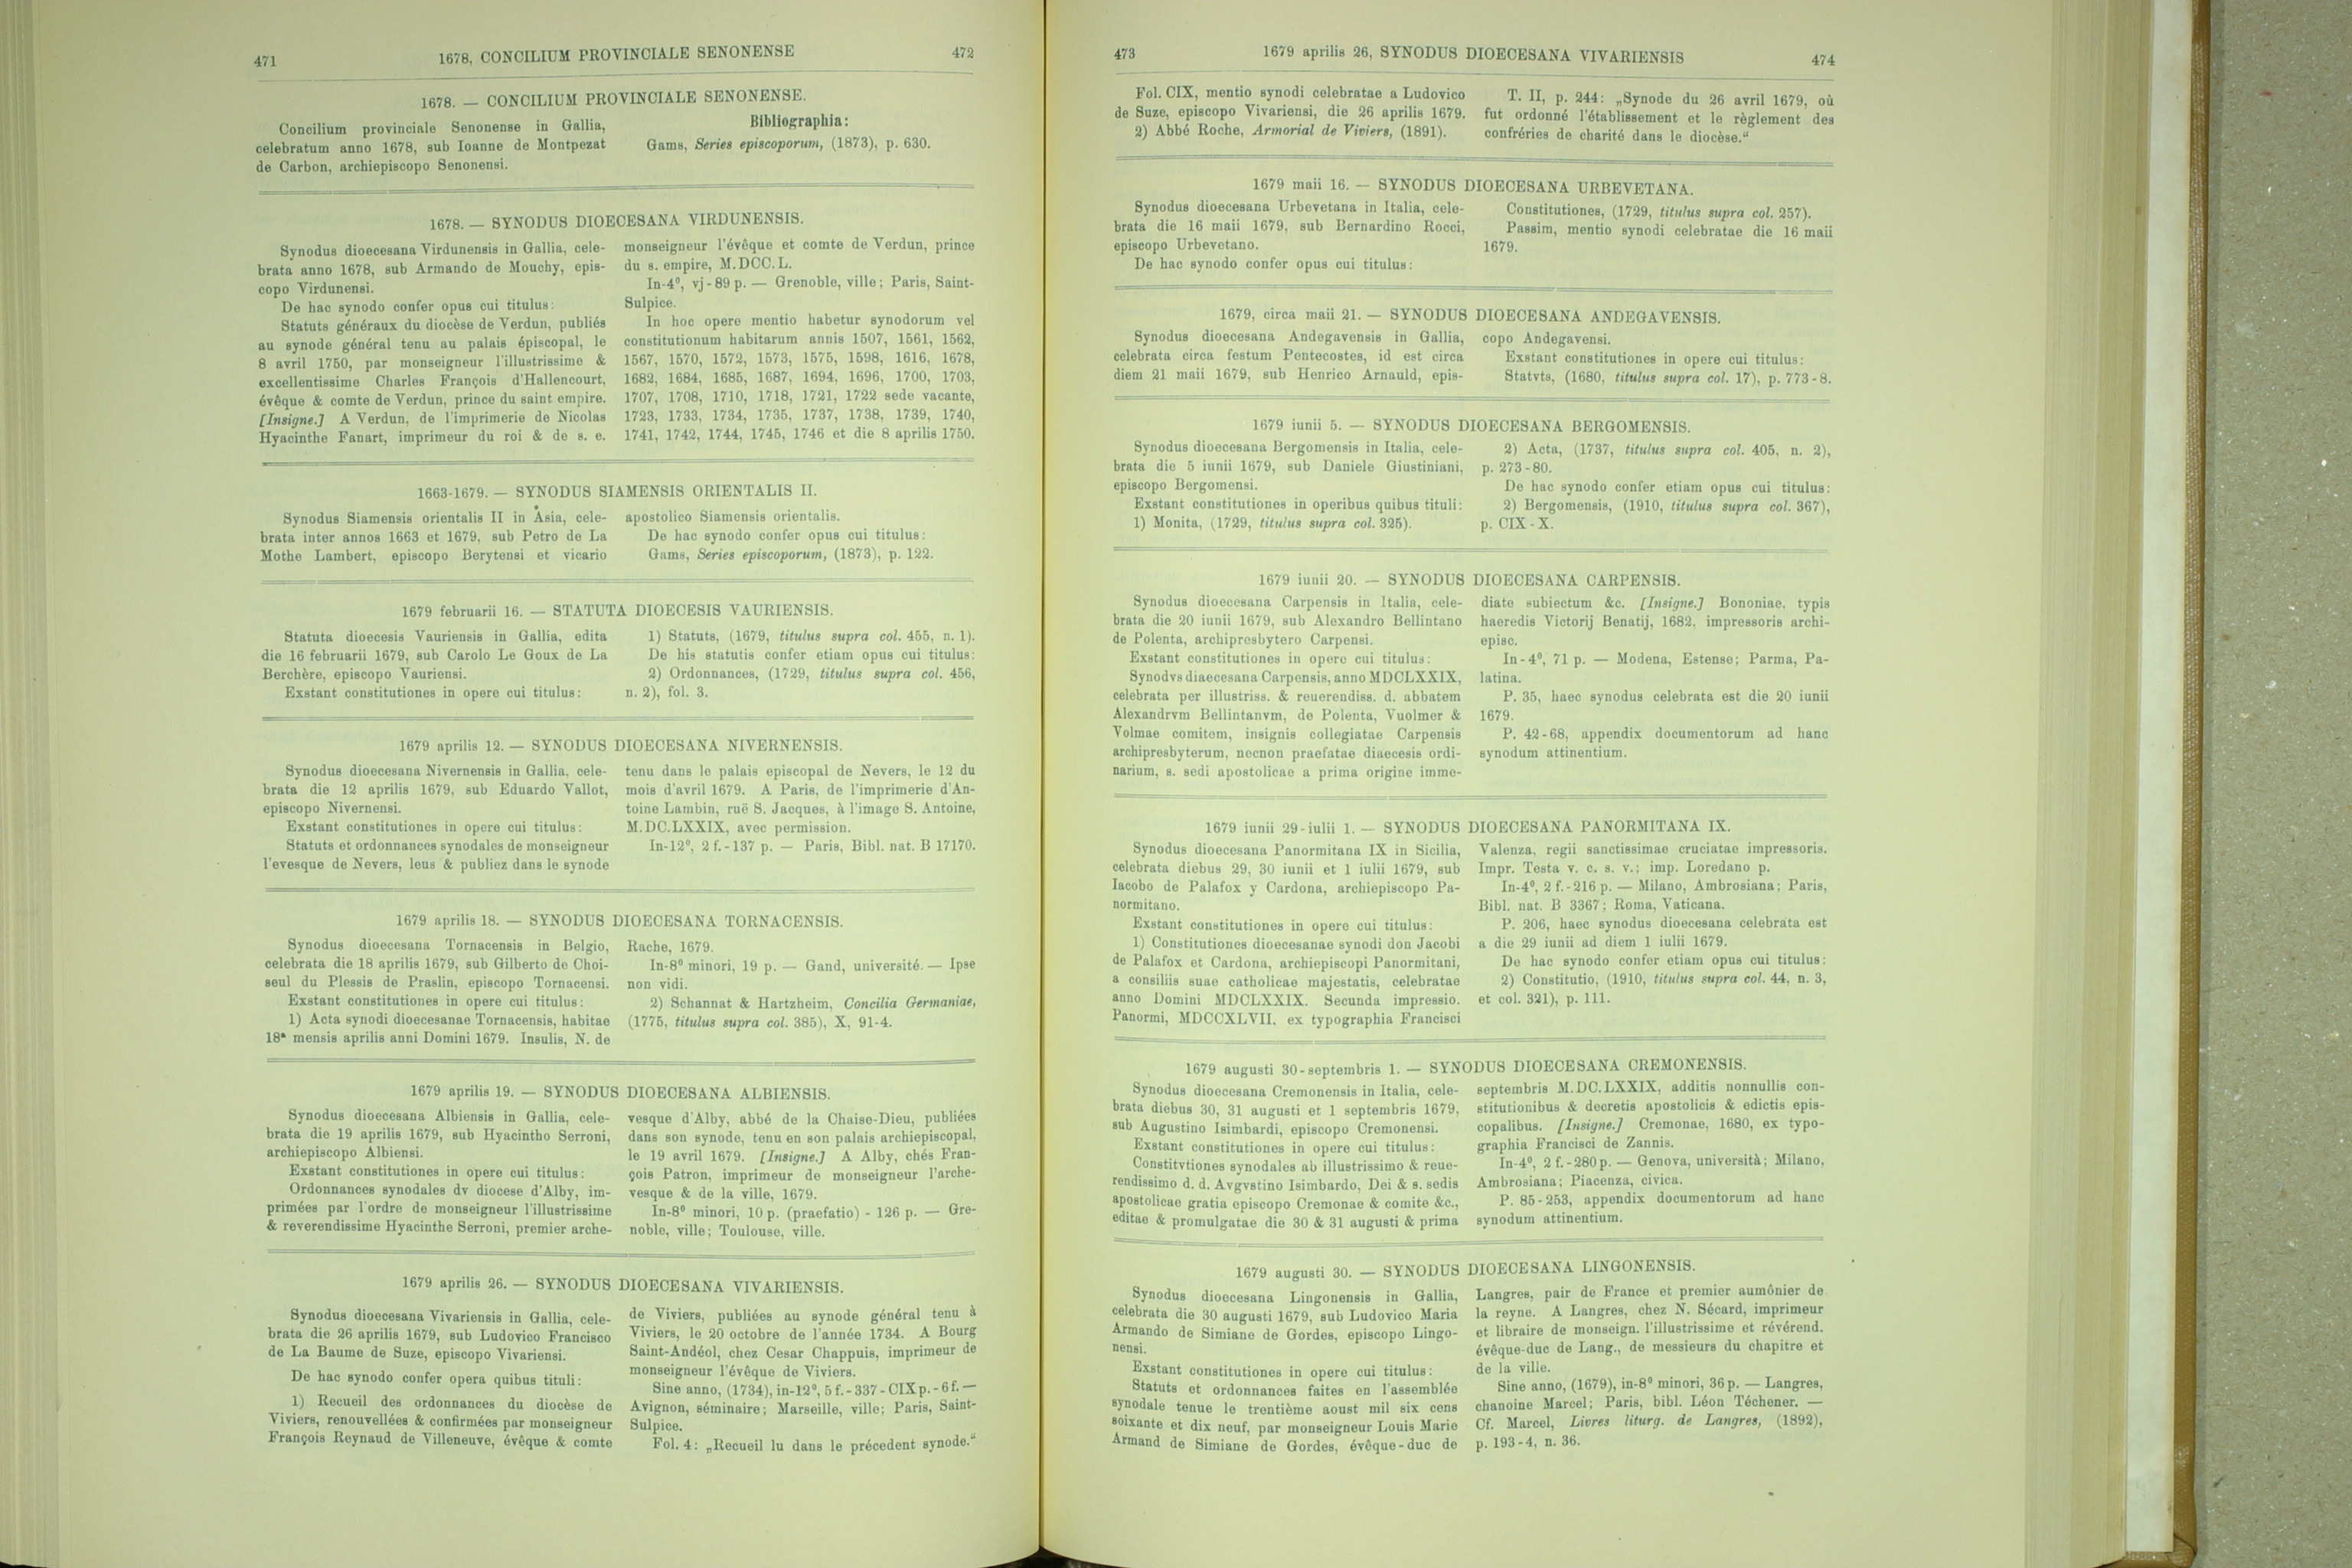 471
1678, CONCILIUM PROVINCIALE SENONENSE
472
1678. — CONCILIUM PROVINCIALE SENONENSE.
Concilium provinciale Senonense in Gallia,
celebratum anno 1678, sub Ioanne de Montpezat
de Carbon, archiepiscopo Senonensi.
Bibliographia:
Gams, Series episcoporum, (1873), p. 630.
1678. — SYNODUS DIOECESANA VIRDUNENSIS.
Synodus dioecesana Virdunensis in Gallia, cele-
brata anno 1678, sub Armando de Mouchy, epis-
copo Virdunensi.
De hac synodo confer opus cui titulus:
Statuts généraux du diocèse de Verdun, publiés
au synode général tenu au palais épiscopal, le
8 avril 1750, par monseigneur l'illustrissime &
excellentissime Charles François d'Hallencourt,
évêque & comte de Verdun, prince du saint empire.
[Insigne.] A Verdun, de l'imprimerie de Nicolas
Hyacinthe Fanart, imprimeur du roi & de s. e.
monseigneur l'évêque et comte de Verdun, prince
du s. empire, M.DCC.L.
In-4º, vj-89 p. — Grenoble, ville; Paris, Saint-
Sulpice.
In hoc opere mentio habetur synodorum vel
constitutionum habitarum annis 1507, 1561, 1562,
1567, 1570, 1572, 1573, 1575, 1598, 1616, 1678,
1682, 1684, 1685, 1687, 1694, 1696, 1700, 1703,
1707, 1708, 1710, 1718, 1721, 1722 sede vacante,
1723, 1733, 1734, 1735, 1737, 1738, 1739, 1740,
1741, 1742, 1744, 1745, 1746 et die 8 aprilis 1750.
1663-1679. — SYNODUS SIAMENSIS ORIENTALIS II.
Synodus Siamensis orientalis II in Asia, cele-
brata inter annos 1663 et 1679, sub Petro de La
Mothe Lambert, episcopo Berytensi et vicario
apostolico Siamensis orientalis.
De hac synodo confer opus cui titulus:
Gams, Series episcoporum, (1873), p. 122.
1679 februarii 16. — STATUTA DIOECESIS VAURIENSIS.
Statuta dioecesis Vauriensis in Gallia, edita
die 16 februarii 1679, sub Carolo Le Goux de La
Berchère, episcopo Vauriensi.
Exstant constitutiones in opere cui titulus:
1) Statuts, (1679, titulus supra col. 455, n. 1).
De his statutis confer etiam opus cui titulus:
2) Ordonnances, (1729, titulus supra col. 456,
n. 2), fol. 3.
1679 aprilis 12. — SYNODUS DIOECESANA NIVERNENSIS.
Synodus dioecesana Nivernensis in Gallia, cele-
brata die 12 aprilis 1679, sub Eduardo Vallot,
episcopo Nivernensi.
Exstant constitutiones in opere cui titulus:
Statuts et ordonnances synodales de monseigneur
l'evesque de Nevers, leus & publiez dans le synode
tenu dans le palais episcopal de Nevers, le 12 du
mois d'avril 1679. A Paris, de l'imprimerie d'An-
toine Lambin, ruë S. Jacques, à l'image S. Antoine,
M.DC.LXXIX, avec permission.
In-12º, 2 f.-137 p. — Paris, Bibl. nat. B 17170.
1679 aprilis 18. — SYNODUS DIOECESANA TORNACENSIS.
Synodus dioecesana Tornacensis in Belgio,
celebrata die 18 aprilis 1679, sub Gilberto de Choi-
seul du Plessis de Praslin, episcopo Tornacensi.
Exstant constitutiones in opere cui titulus:
1) Acta synodi dioecesanae Tornacensis, habitae
18ª mensis aprilis anni Domini 1679. Insulis, N. de
Rache, 1679.
In-8º minori, 19 p. — Gand, université. — Ipse
non vidi.
2) Schannat & Hartzheim, Concilia Germaniae,
(1775, titulus supra col. 385), X, 91-4.
1679 aprilis 19. — SYNODUS DIOECESANA ALBIENSIS.
Synodus dioecesana Albiensis in Gallia, cele-
brata die 19 aprilis 1679, sub Hyacintho Serroni,
archiepiscopo Albiensi.
Exstant constitutiones in opere cui titulus:
Ordonnances synodales dv diocese d'Alby, im-
primées par l'ordre de monseigneur l'illustrissime
& reverendissime Hyacinthe Serroni, premier arche-
vesque d'Alby, abbé de la Chaise-Dieu, publiées
dans son synode, tenu en son palais archiepiscopal,
le 19 avril 1679. [Insigne.] A Alby, chés Fran-
çois Patron, imprimeur de monseigneur l'arche-
vesque & de la ville, 1679.
In-8º minori, 10 p. (praefatio) - 126 p. — Gre-
noble, ville; Toulouse, ville.
1679 aprilis 26. — SYNODUS DIOECESANA VIVARIENSIS.
Synodus dioecesana Vivariensis in Gallia, cele-
brata die 26 aprilis 1679, sub Ludovico Francisco
de La Baume de Suze, episcopo Vivariensi.
De hac synodo confer opera quibus tituli:
1) Recueil des ordonnances du diocèse de
Viviers, renouvellées & confirmées par monseigneur
François Reynaud de Villeneuve, évêque & comte
de Viviers, publiées au synode général tenu à
Viviers, le 20 octobre de l'année 1734. A Bourg
Saint-Andéol, chez Cesar Chappuis, imprimeur de
monseigneur l'évêque de Viviers.
Sine anno, (1734), in-12º, 5 f.-337-CIX p.-6 f. —
Avignon, séminaire; Marseille, ville; Paris, Saint-
Sulpice.
Fol. 4: „Recueil lu dans le précedent synode.“
473
1679 aprilis 26, SYNODUS DIOECESANA VIVARIENSIS
474
Fol. CIX, mentio synodi celebratae a Ludovico
de Suze, episcopo Vivariensi, die 26 aprilis 1679.
2) Abbé Roche, Armorial de Viviers, (1891).
T. II, p. 244: „Synode du 26 avril 1679, où
fut ordonné l'établissement et le règlement des
confréries de charité dans le diocèse.“
1679 maii 16. — SYNODUS DIOECESANA URBEVETANA.
Synodus dioecesana Urbevetana in Italia, cele-
brata die 16 maii 1679, sub Bernardino Rocci,
episcopo Urbevetano.
De hac synodo confer opus cui titulus:
Constitutiones, (1729, titulus supra col. 257).
Passim, mentio synodi celebratae die 16 maii
1679.
1679, circa maii 21. — SYNODUS DIOECESANA ANDEGAVENSIS.
Synodus dioecesana Andegavensis in Gallia,
celebrata circa festum Pentecostes, id est circa
diem 21 maii 1679, sub Henrico Arnauld, epis-
copo Andegavensi.
Exstant constitutiones in opere cui titulus:
Statvts, (1680, titulus supra col. 17), p. 773-8.
1679 iunii 5. — SYNODUS DIOECESANA BERGOMENSIS.
Synodus dioecesana Bergomensis in Italia, cele-
brata die 5 iunii 1679, sub Daniele Giustiniani,
episcopo Bergomensi.
Exstant constitutiones in operibus quibus tituli:
1) Monita, (1729, titulus supra col. 325).
2) Acta, (1737, titulus supra col. 405, n. 2),
p. 273-80.
De hac synodo confer etiam opus cui titulus:
2) Bergomensis, (1910, titulus supra col. 367),
p. CIX-X.
1679 iunii 20. — SYNODUS DIOECESANA CARPENSIS.
Synodus dioecesana Carpensis in Italia, cele-
brata die 20 iunii 1679, sub Alexandro Bellintano
de Polenta, archipresbytero Carpensi.
Exstant constitutiones in opere cui titulus:
Synodvs diaecesana Carpensis, anno MDCLXXIX,
celebrata per illustriss. & reuerendiss. d. abbatem
Alexandrvm Bellintanvm, de Polenta, Vuolmer &
Volmae comitem, insignis collegiatae Carpensis
archipresbyterum, necnon praefatae diaecesis ordi-
narium, s. sedi apostolicae a prima origine imme-
diate subiectum &c. [Insigne.] Bononiae, typis
haeredis Victorij Benatij, 1682, impressoris archi-
episc.
In-4º, 71 p. — Modena, Estense; Parma, Pa-
latina.
P. 35, haec synodus celebrata est die 20 iunii
1679.
P. 42-68, appendix documentorum ad hanc
synodum attinentium.
1679 iunii 29-iulii 1. — SYNODUS DIOECESANA PANORMITANA IX.
Synodus dioecesana Panormitana IX in Sicilia,
celebrata diebus 29, 30 iunii et 1 iulii 1679, sub
Iacobo de Palafox y Cardona, archiepiscopo Pa-
normitano.
Exstant constitutiones in opere cui titulus:
1) Constitutiones dioecesanae synodi don Jacobi
de Palafox et Cardona, archiepiscopi Panormitani,
a consiliis suae catholicae majestatis, celebratae
anno Domini MDCLXXIX. Secunda impressio.
Panormi, MDCCXLVII, ex typographia Francisci
Valenza, regii sanctissimae cruciatae impressoris.
Impr. Testa v. c. s. v.; imp. Loredano p.
In-4º, 2 f.-216 p. — Milano, Ambrosiana; Paris,
Bibl. nat. B 3367; Roma, Vaticana.
P. 206, haec synodus dioecesana celebrata est
a die 29 iunii ad diem 1 iulii 1679.
De hac synodo confer etiam opus cui titulus:
2) Constitutio, (1910, titulus supra col. 44, n. 3,
et col. 321), p. 111.
1679 augusti 30-septembris 1. — SYNODUS DIOECESANA CREMONENSIS.
Synodus dioecesana Cremonensis in Italia, cele-
brata diebus 30, 31 augusti et 1 septembris 1679,
sub Augustino Isimbardi, episcopo Cremonensi.
Exstant constitutiones in opere cui titulus:
Constitvtiones synodales ab illustrissimo & reue-
rendissimo d. d. Avgvstino Isimbardo, Dei & s. sedis
apostolicae gratia episcopo Cremonae & comite &c.,
editae & promulgatae die 30 & 31 augusti & prima
septembris M.DC.LXXIX, additis nonnullis con-
stitutionibus & decretis apostolicis & edictis epis-
copalibus. [Insigne.] Cremonae, 1680, ex typo-
graphia Francisci de Zannis.
In-4º, 2 f.-280 p. — Genova, università; Milano,
Ambrosiana; Piacenza, civica.
P. 85-253, appendix documentorum ad hanc
synodum attinentium.
1679 augusti 30. — SYNODUS DIOECESANA LINGONENSIS.
Synodus dioecesana Lingonensis in Gallia,
celebrata die 30 augusti 1679, sub Ludovico Maria
Armando de Simiane de Gordes, episcopo Lingo-
nensi.
Exstant constitutiones in opere cui titulus:
Statuts et ordonnances faites en l'assemblée
synodale tenue le trentième aoust mil six cens
soixante et dix neuf, par monseigneur Louis Marie
Armand de Simiane de Gordes, évêque-duc de
Langres, pair de France et premier aumônier de
la reyne. A Langres, chez N. Sécard, imprimeur
et libraire de monseign. l'illustrissime et révérend.
évêque-duc de Lang., de messieurs du chapitre et
de la ville.
Sine anno, (1679), in-8º minori, 36 p. — Langres,
chanoine Marcel; Paris, bibl. Léon Téchener. —
Cf. Marcel, Livres liturg. de Langres, (1892),
p. 193-4, n. 36.